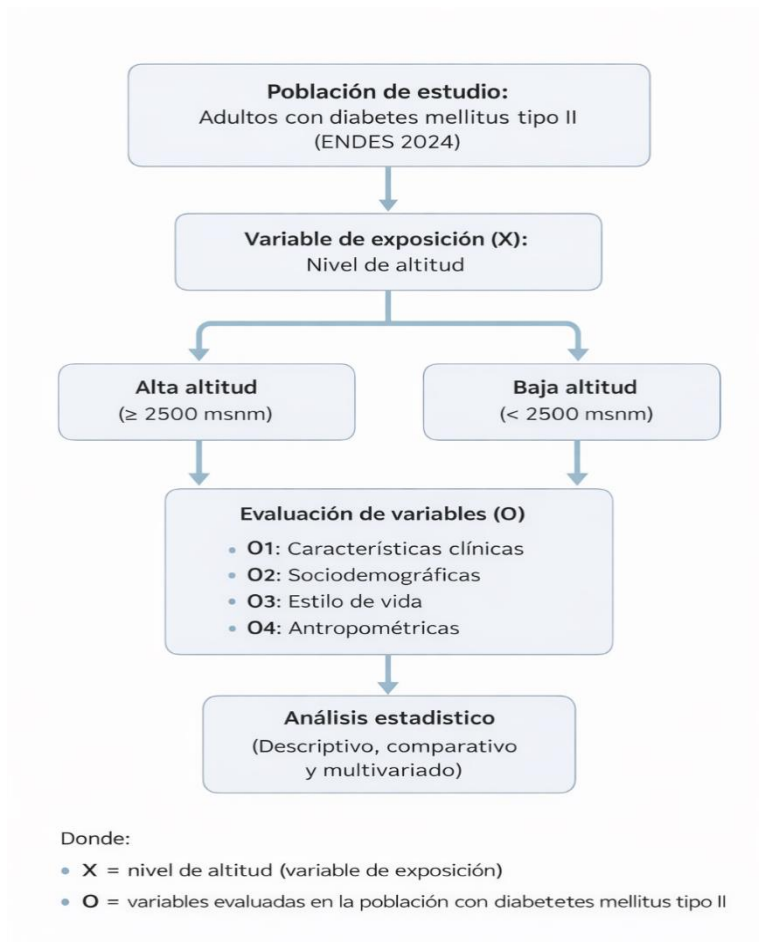 Población de estudio:
Adultos con diabetes mellitus tipo II
(ENDES 2024)
Variable de exposición (X):
Nivel de altitud
Alta altitud
(≥ 2500 msnm)
Baja altitud
(< 2500 msnm)
Evaluación de variables (O)
• O1: Características clínicas
• O2: Sociodemográficas
• O3: Estilo de vida
• O4: Antropométricas
Análisis estadistico
(Descriptivo, comparativo
y multivariado)
Donde:
• X = nivel de altitud (variable de exposición)
• O = variables evaluadas en la población con diabetetes mellitus tipo II